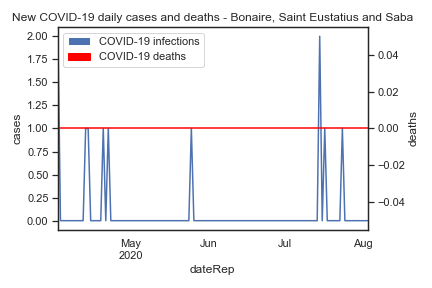 New COVID-19 daily cases and deaths - Bonaire, Saint Eustatius and Saba
COVID-19 infections
COVID-19 deaths
cases
2.00
1.75
1.50
1.25
1.00
0.75
0.50
0.25
0.00
deaths
0.04
0.02
0.00
−0.02
−0.04
May
2020
Jun
Jul
Aug
dateRep